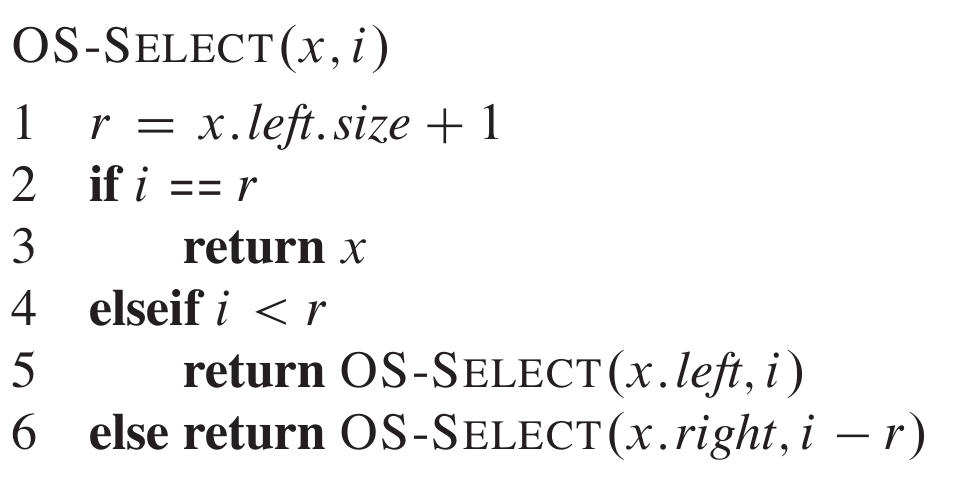 OS-SELECT(x, i)
1 r = x.left.size + 1
2 if i == r
3 return x
4 elseif i < r
5 return OS-SELECT(x.left, i)
6 else return OS-SELECT(x.right, i − r)